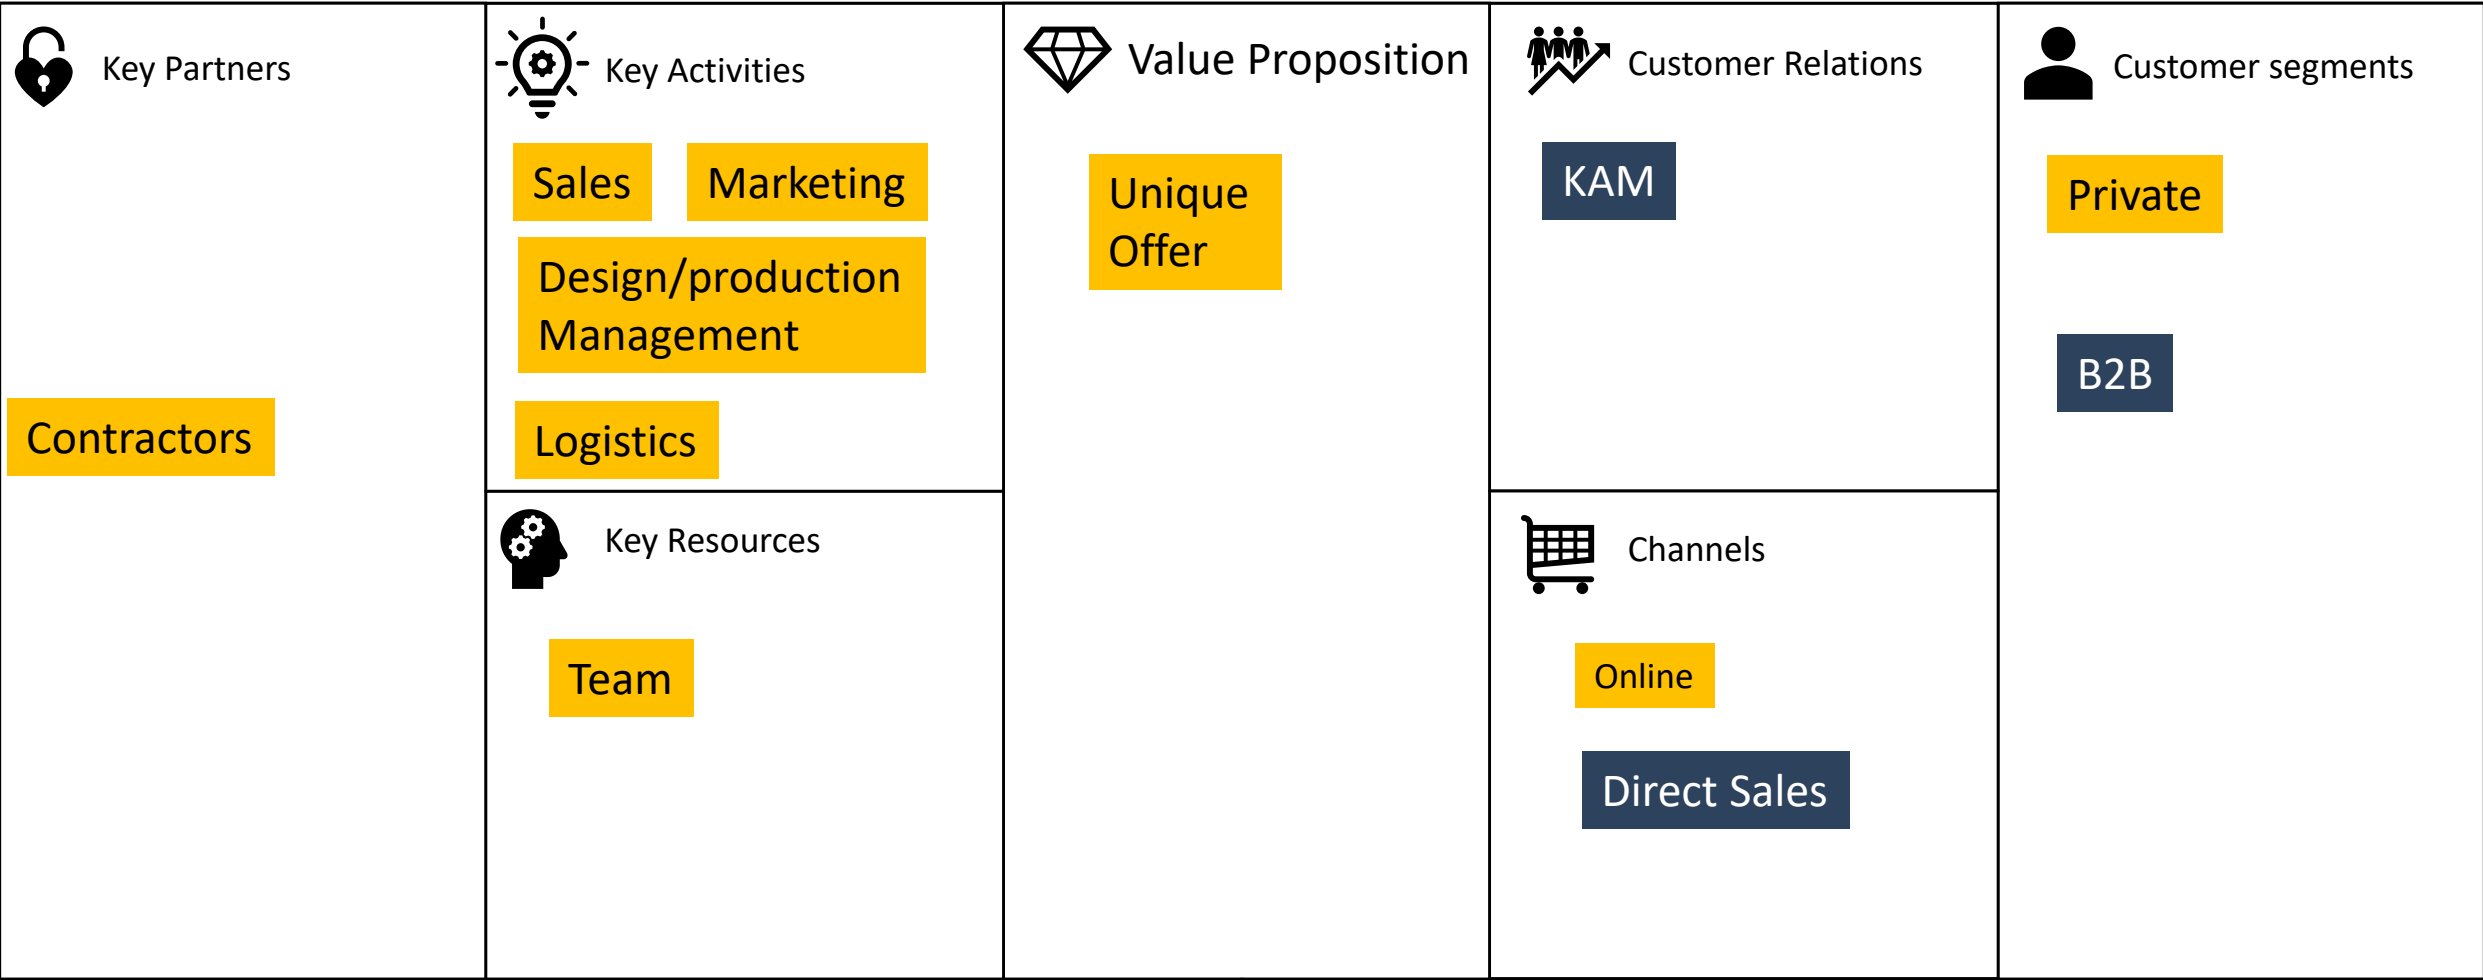 Key Partners
Contractors
Key Activities
Sales
Marketing
Design/production
Management
Logistics
Key Resources
Team
Value Proposition
Unique
Offer
Customer Relations
KAM
Channels
Online
Direct Sales
Customer segments
Private
B2B